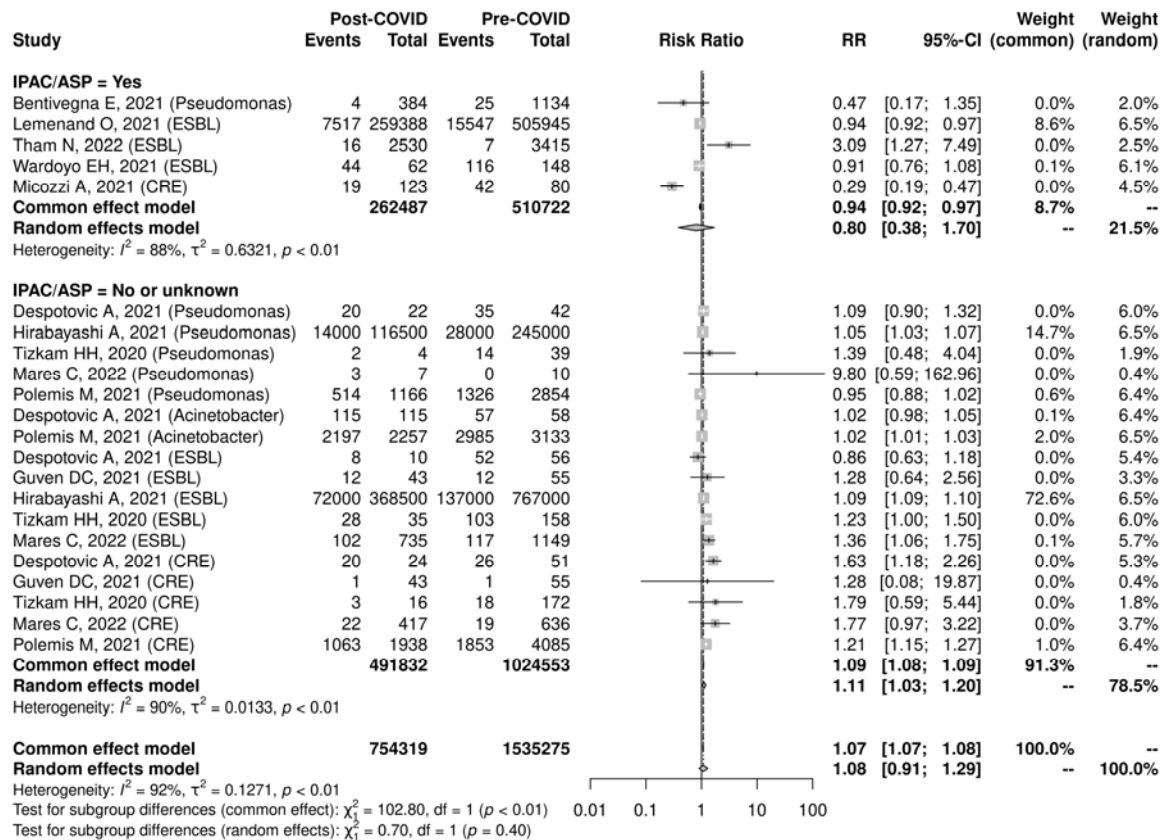 Post-COVID Pre-COVID Weight Weight
Study Events Total Events Total Risk Ratio RR 95%-CI (common) (random)
IPAC/ASP = Yes
Bentivegna E, 2021 (Pseudomonas) 4 384 25 1134 0.47 [0.17; 1.35] 0.0% 2.0%
Lemenand O, 2021 (ESBL) 7517 259388 15547 505945 0.94 [0.92; 0.97] 8.6% 6.5%
Tham N, 2022 (ESBL) 16 2530 7 3415 3.09 [1.27; 7.49] 0.0% 2.5%
Wardoyo EH, 2021 (ESBL) 44 62 116 148 0.91 [0.76; 1.08] 0.1% 6.1%
Micozzi A, 2021 (CRE) 19 123 42 80 0.29 [0.19; 0.47] 0.0% 4.5%
Common effect model 262487 510722 0.94 [0.92; 0.97] 8.7% --
Random effects model 0.80 [0.38; 1.70] -- 21.5%
Heterogeneity: I² = 88%, τ² = 0.6321, p < 0.01
IPAC/ASP = No or unknown
Despotovic A, 2021 (Pseudomonas) 20 22 35 42 1.09 [0.90; 1.32] 0.0% 6.0%
Hirabayashi A, 2021 (Pseudomonas) 14000 116500 28000 245000 1.05 [1.03; 1.07] 14.7% 6.5%
Tizkam HH, 2020 (Pseudomonas) 2 4 14 39 1.39 [0.48; 4.04] 0.0% 1.9%
Mares C, 2022 (Pseudomonas) 3 7 0 10 9.80 [0.59; 162.96] 0.0% 0.4%
Polemis M, 2021 (Pseudomonas) 514 1166 1326 2854 0.95 [0.88; 1.02] 0.6% 6.4%
Despotovic A, 2021 (Acinetobacter) 115 115 57 58 1.02 [0.98; 1.05] 0.1% 6.4%
Polemis M, 2021 (Acinetobacter) 2197 2257 2985 3133 1.02 [1.01; 1.03] 2.0% 6.5%
Despotovic A, 2021 (ESBL) 8 10 52 56 0.86 [0.63; 1.18] 0.0% 5.4%
Guven DC, 2021 (ESBL) 12 43 12 55 1.28 [0.64; 2.56] 0.0% 3.3%
Hirabayashi A, 2021 (ESBL) 72000 368500 137000 767000 1.09 [1.09; 1.10] 72.6% 6.5%
Tizkam HH, 2020 (ESBL) 28 35 103 158 1.23 [1.00; 1.50] 0.0% 6.0%
Mares C, 2022 (ESBL) 102 735 117 1149 1.36 [1.06; 1.75] 0.1% 5.7%
Despotovic A, 2021 (CRE) 20 24 26 51 1.63 [1.18; 2.26] 0.0% 5.3%
Guven DC, 2021 (CRE) 1 43 1 55 1.28 [0.08; 19.87] 0.0% 0.4%
Tizkam HH, 2020 (CRE) 3 16 18 172 1.79 [0.59; 5.44] 0.0% 1.8%
Mares C, 2022 (CRE) 22 417 19 636 1.77 [0.97; 3.22] 0.0% 3.7%
Polemis M, 2021 (CRE) 1063 1938 1853 4085 1.21 [1.15; 1.27] 1.0% 6.4%
Common effect model 491832 1024553 1.09 [1.08; 1.09] 91.3% --
Random effects model 1.11 [1.03; 1.20] -- 78.5%
Heterogeneity: I² = 90%, τ² = 0.0133, p < 0.01
Common effect model 754319 1535275 1.07 [1.07; 1.08] 100.0% --
Random effects model 1.08 [0.91; 1.29] -- 100.0%
Heterogeneity: I² = 92%, τ² = 0.1271, p < 0.01
0.01 0.1 1 10 100
Test for subgroup differences (common effect): χ₁² = 102.80, df = 1 (p < 0.01)
Test for subgroup differences (random effects): χ₁² = 0.70, df = 1 (p = 0.40)